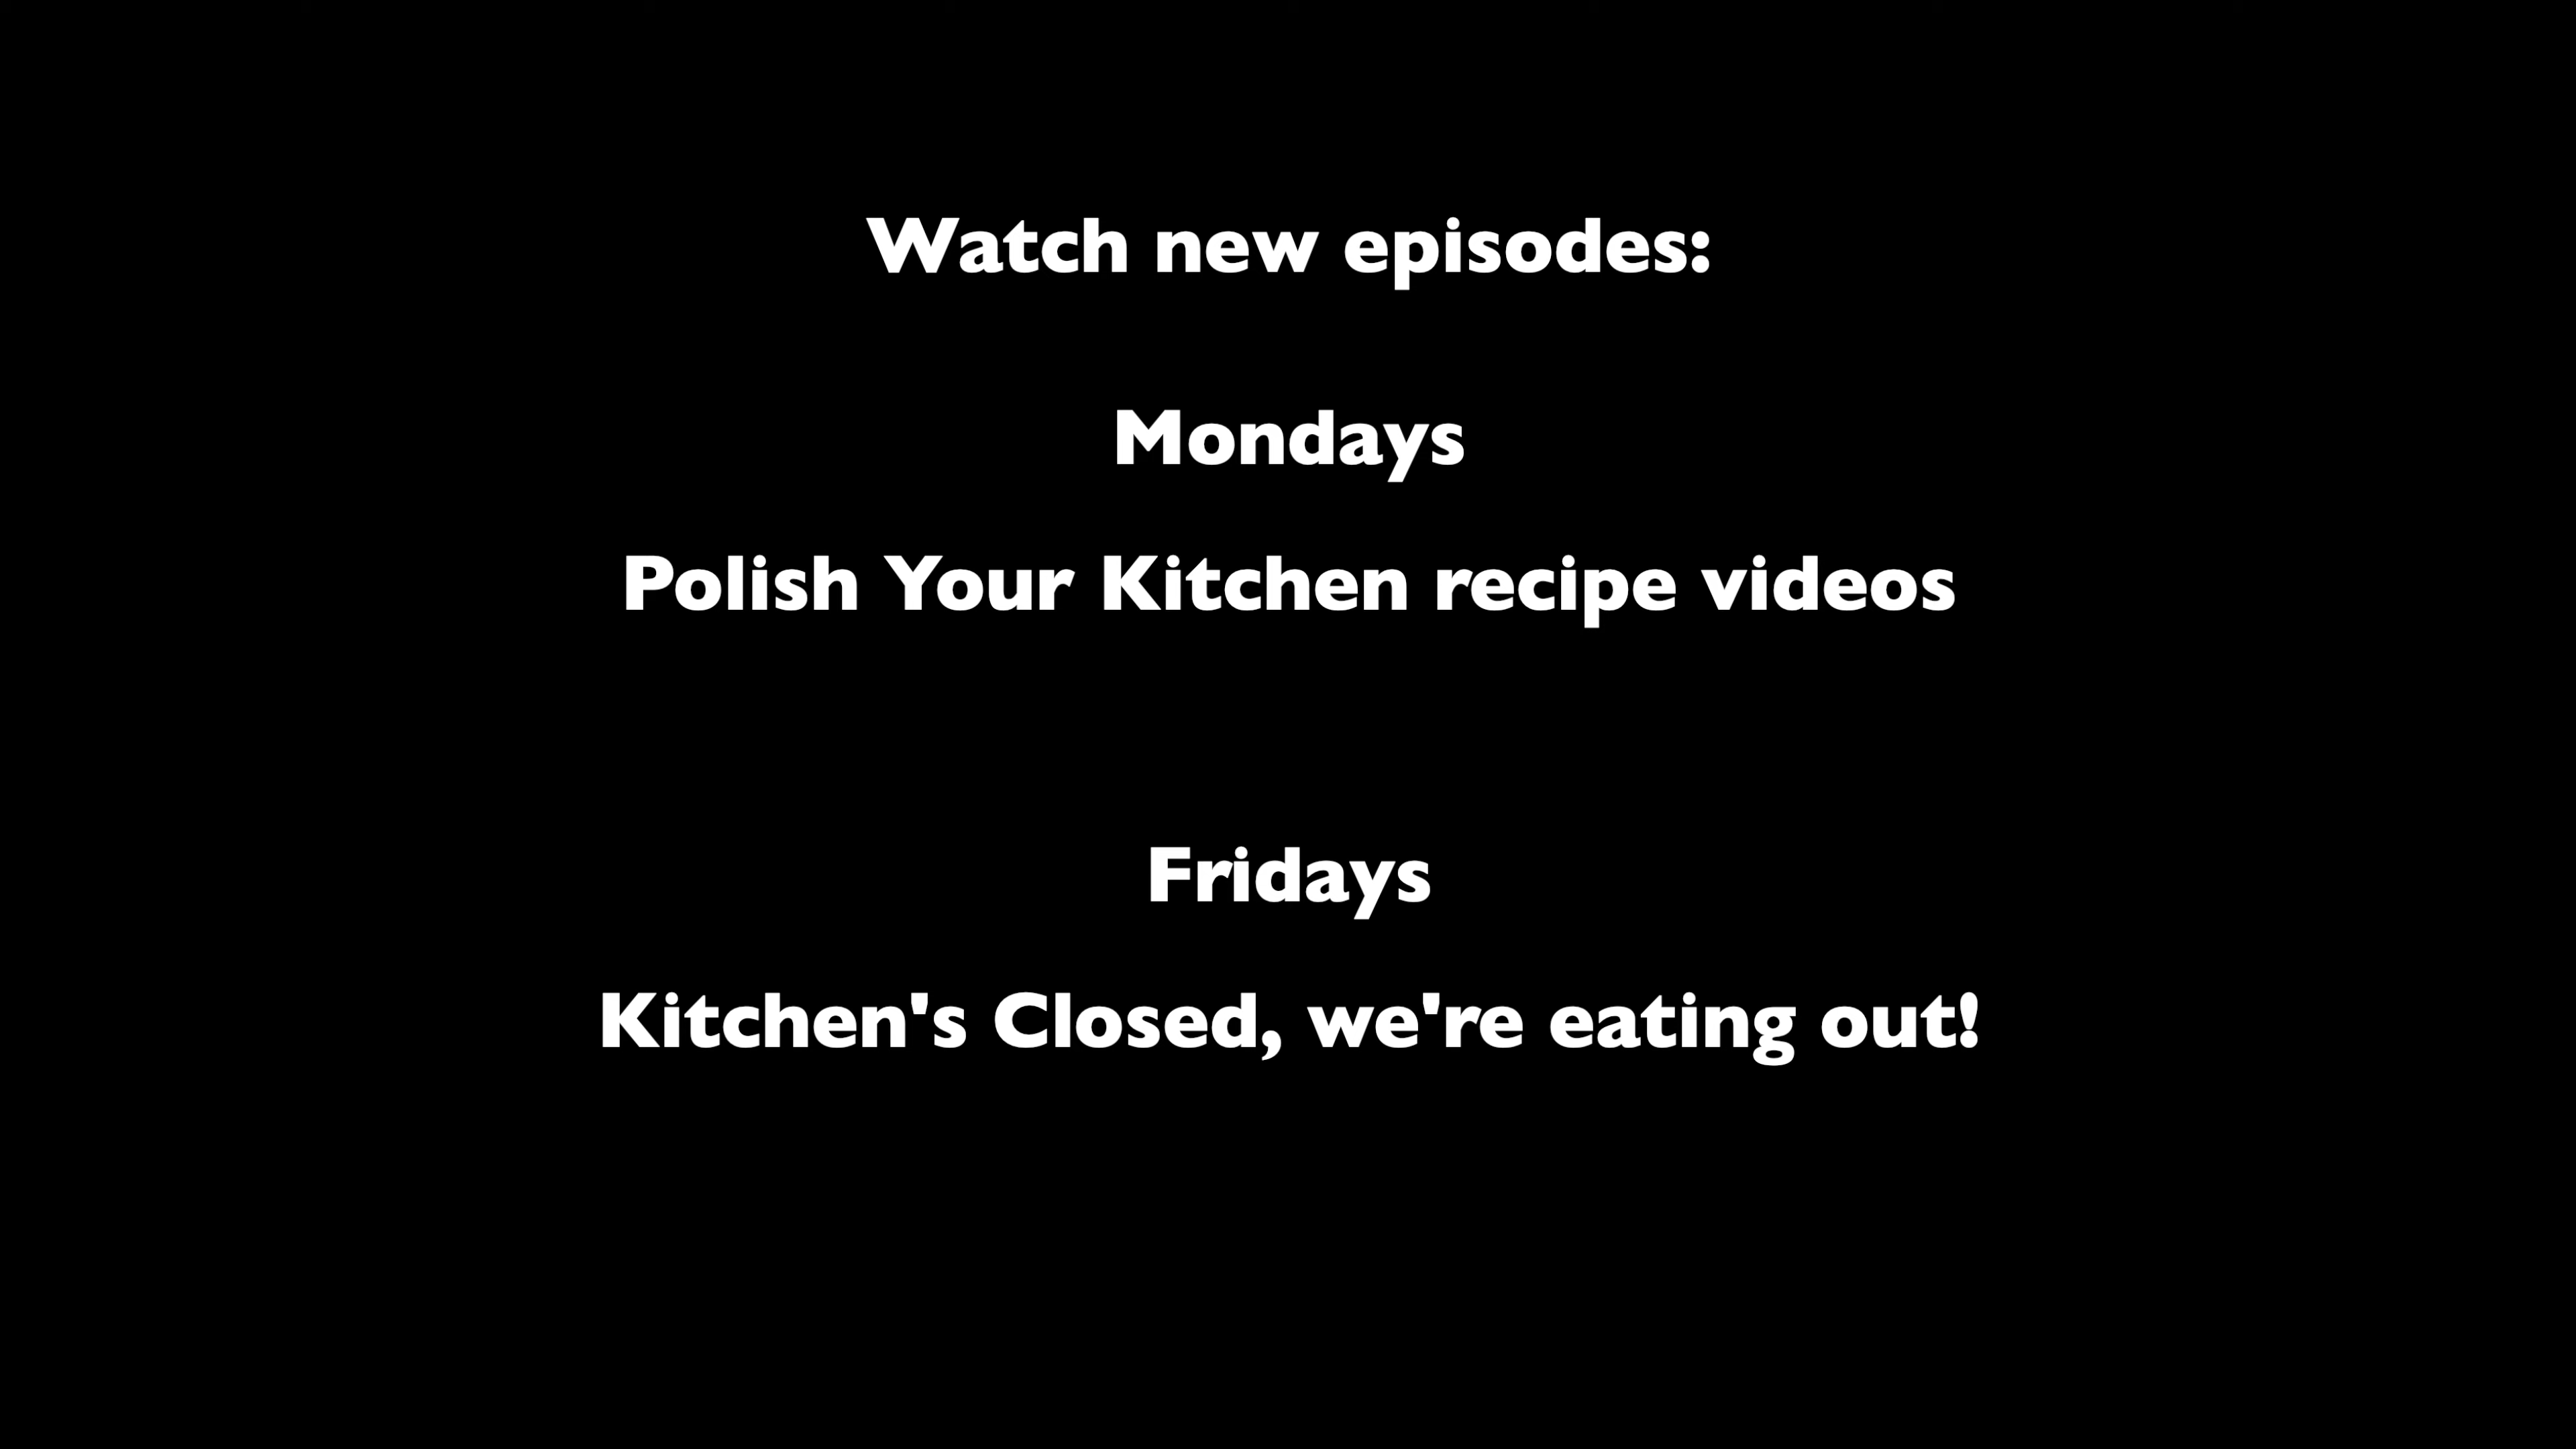 Watch new episodes:
Mondays
Polish Your Kitchen recipe videos
Fridays
Kitchen's Closed, we're eating out!